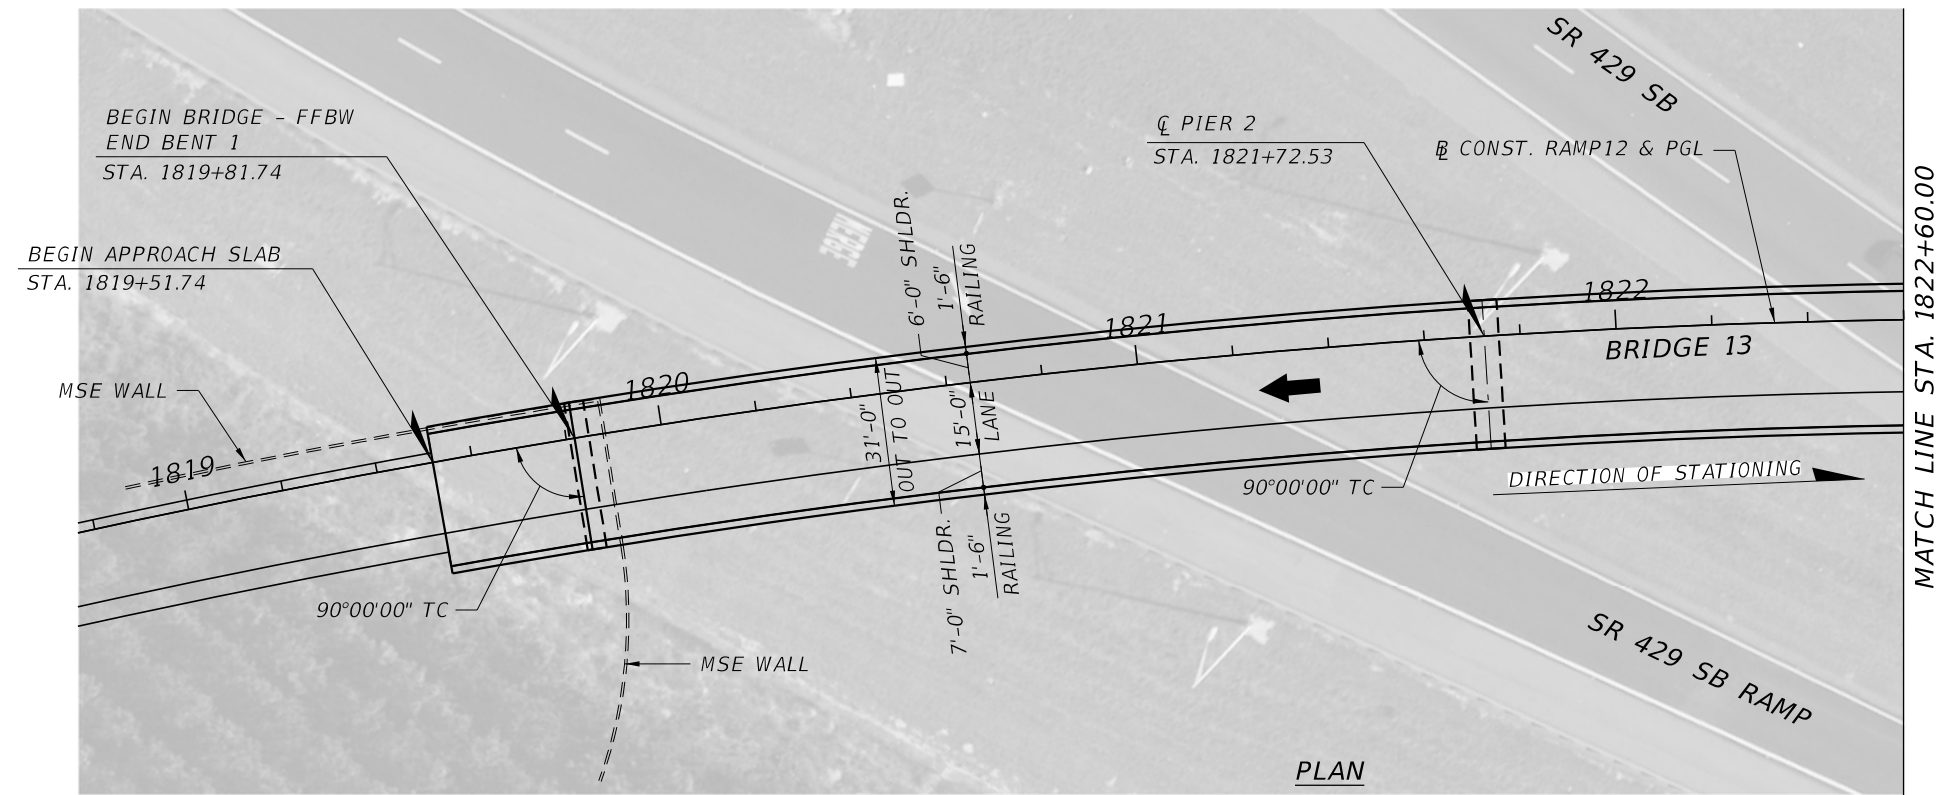 SR 429 SB
BEGIN BRIDGE - FFBW
END BENT 1
STA. 1819+81.74
BEGIN APPROACH SLAB
STA. 1819+51.74
MSE WALL
1819
1820
1821
1822
℄ PIER 2
STA. 1821+72.53
B̲L CONST. RAMP12 & PGL
MERGE
6'-0" SHLDR.
1'-6"
RAILING
31'-0"
OUT TO OUT
15'-0"
LANE
7'-0" SHLDR.
1'-6"
RAILING
BRIDGE 13
90°00'00" TC
DIRECTION OF STATIONING
90°00'00" TC
MSE WALL
SR 429 SB RAMP
PLAN
MATCH LINE STA. 1822+60.00